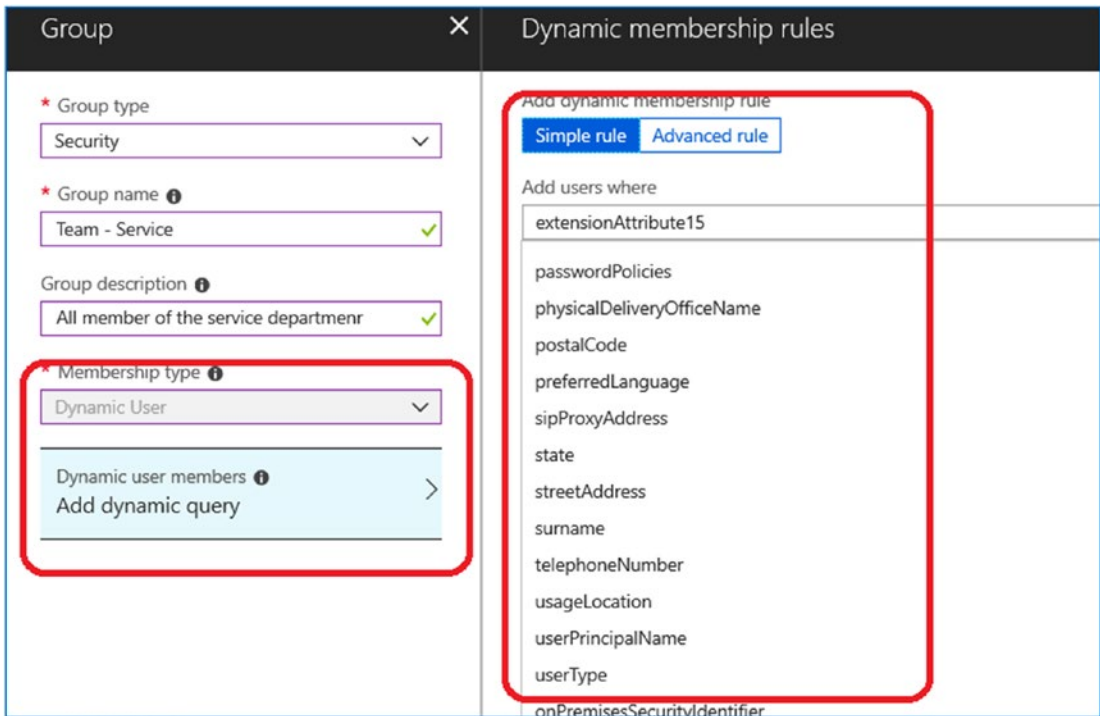 Group
Dynamic membership rules
* Group type
Security
* Group name
Team - Service
Group description
All member of the service departmenr
* Membership type
Dynamic User
Dynamic user members
Add dynamic query
Add dynamic membership rule
Simple rule Advanced rule
Add users where
extensionAttribute15
passwordPolicies
physicalDeliveryOfficeName
postalCode
preferredLanguage
sipProxyAddress
state
streetAddress
surname
telephoneNumber
usageLocation
userPrincipalName
userType
onPremisesSecurityIdentifier